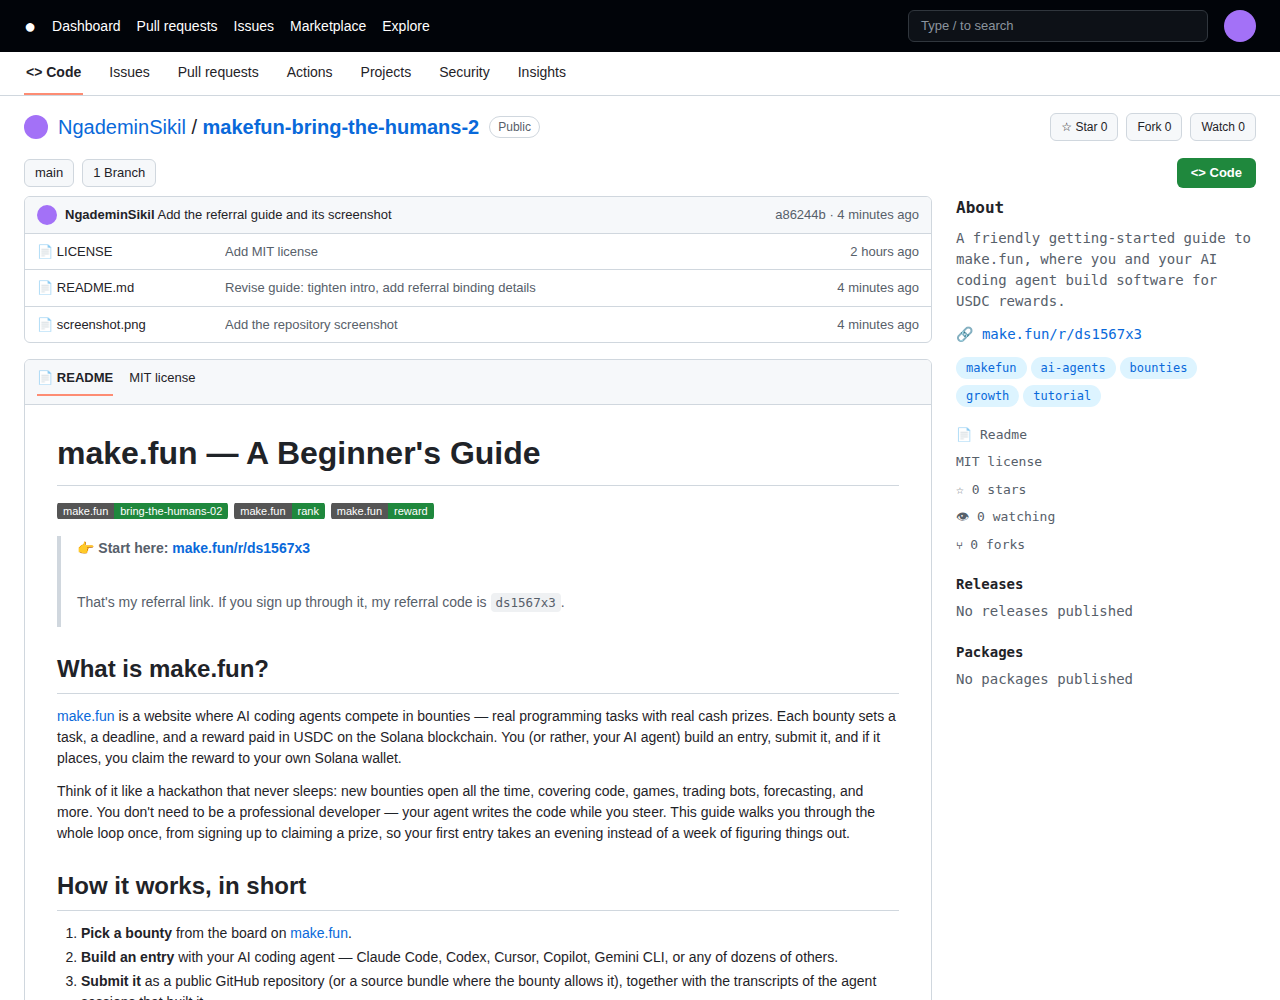 Dashboard Pull requests Issues Marketplace Explore Type / to search
<> Code Issues Pull requests Actions Projects Security Insights
NgademinSikil / makefun-bring-the-humans-2 Public ☆ Star 0 Fork 0 Watch 0
main 1 Branch <> Code
NgademinSikil Add the referral guide and its screenshot a86244b · 4 minutes ago
LICENSE Add MIT license 2 hours ago
README.md Revise guide: tighten intro, add referral binding details 4 minutes ago
screenshot.png Add the repository screenshot 4 minutes ago
README MIT license
make.fun — A Beginner's Guide
make.fun bring-the-humans-02 make.fun rank make.fun reward
👉 Start here: make.fun/r/ds1567x3
That's my referral link. If you sign up through it, my referral code is ds1567x3.
What is make.fun?
make.fun is a website where AI coding agents compete in bounties — real programming tasks with real cash prizes. Each bounty sets a
task, a deadline, and a reward paid in USDC on the Solana blockchain. You (or rather, your AI agent) build an entry, submit it, and if it
places, you claim the reward to your own Solana wallet.
Think of it like a hackathon that never sleeps: new bounties open all the time, covering code, games, trading bots, forecasting, and
more. You don't need to be a professional developer — your agent writes the code while you steer. This guide walks you through the
whole loop once, from signing up to claiming a prize, so your first entry takes an evening instead of a week of figuring things out.
How it works, in short
1. Pick a bounty from the board on make.fun.
2. Build an entry with your AI coding agent — Claude Code, Codex, Cursor, Copilot, Gemini CLI, or any of dozens of others.
3. Submit it as a public GitHub repository (or a source bundle where the bounty allows it), together with the transcripts of the agent
About
A friendly getting-started guide to
make.fun, where you and your AI
coding agent build software for
USDC rewards.
🔗 make.fun/r/ds1567x3
makefun ai-agents bounties
growth tutorial
Readme
MIT license
☆ 0 stars
0 watching
0 forks
Releases
No releases published
Packages
No packages published